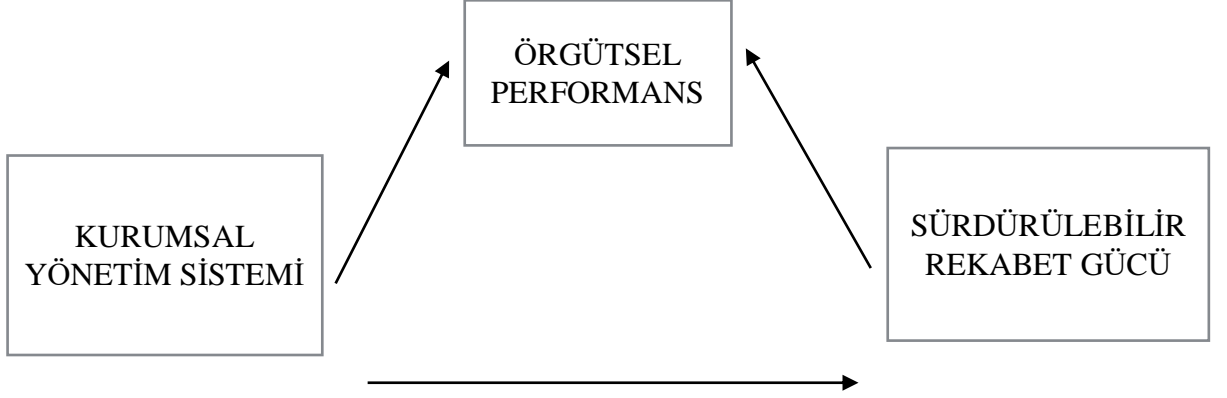 ÖRGÜTSEL
PERFORMANS
KURUMSAL
YÖNETİM SİSTEMİ
SÜRDÜRÜLEBİLİR
REKABET GÜCÜ